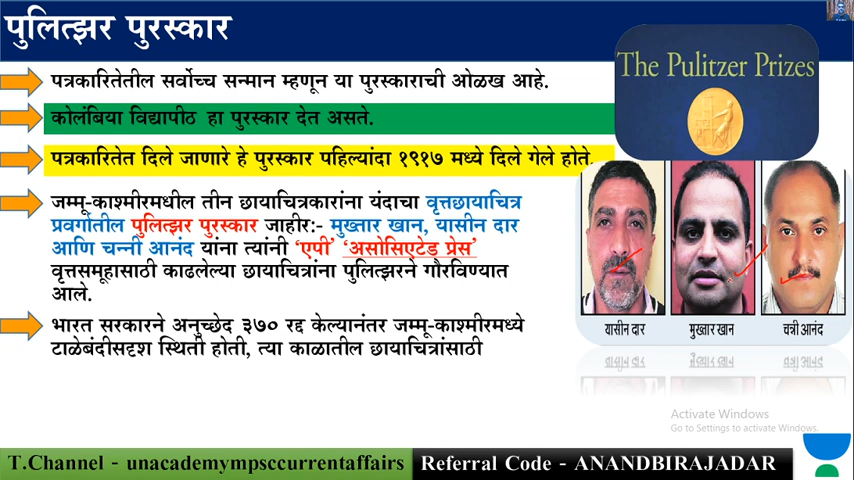 पुलित्झर पुरस्कार
The Pulitzer Prizes
पत्रकारितेतील सर्वोच्च सन्मान म्हणून या पुरस्काराची ओळख आहे.
कोलंबिया विद्यापीठ हा पुरस्कार देत असते.
पत्रकारितेत दिले जाणारे हे पुरस्कार पहिल्यांदा १९१७ मध्ये दिले गेले होते.
जम्मू-काश्मीरमधील तीन छायाचित्रकारांना यंदाचा वृत्तछायाचित्र
प्रवर्गातील पुलित्झर पुरस्कार जाहीर:- मुख्तार खान, यासीन दार
आणि चन्नी आनंद यांना त्यांनी ‘एपी’ ‘असोसिएटेड प्रेस’
वृत्तसमूहासाठी काढलेल्या छायाचित्रांना पुलित्झरने गौरविण्यात
आले.
भारत सरकारने अनुच्छेद ३७० रद्द केल्यानंतर जम्मू-काश्मीरमध्ये
टाळेबंदीसदृश स्थिती होती, त्या काळातील छायाचित्रांसाठी
यासीन दार
मुख्तार खान
चन्नी आनंद
Activate Windows
Go to Settings to activate Windows.
T.Channel - unacademympsccurrentaffairs
Referral Code - ANANDBIRAJADAR